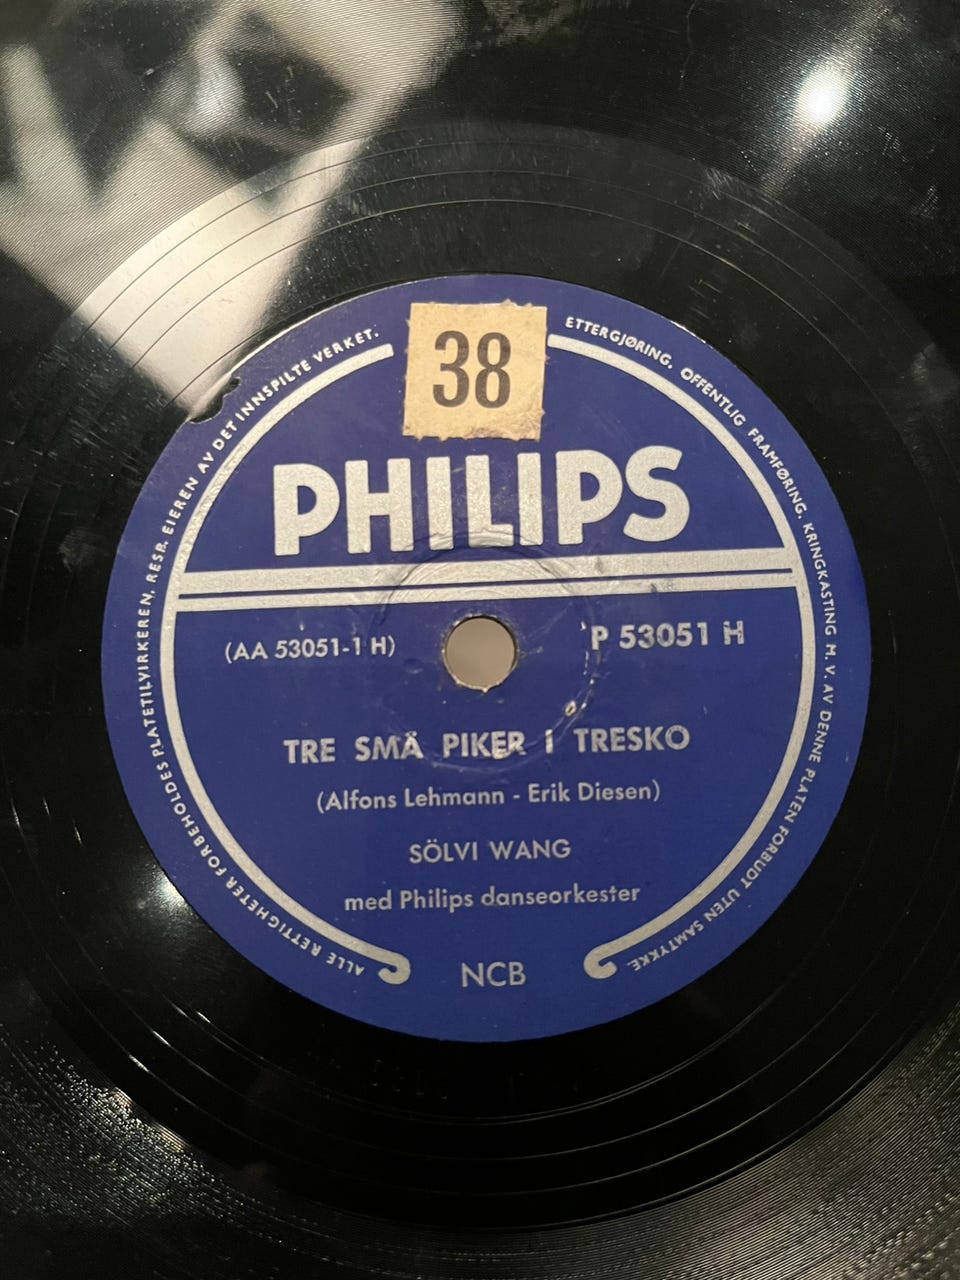 38
PHILIPS
(AA 53051-1 H)
P 53051 H
TRE SMÅ PIKER I TRESKO
(Alfons Lehmann - Erik Diesen)
SÖLVI WANG
med Philips danseorkester
NCB
ALLE RETTIGHETER FORBEHOLDES PLATETILVIRKEREN, RESP. EIEREN AV DET INNSPILTE VERKET.
ETTERGJØRING, OFFENTLIG FRAMFØRING, KRINGKASTING M. V. AV DENNE PLATEN FORBUDT UTEN SAMTYKKE.